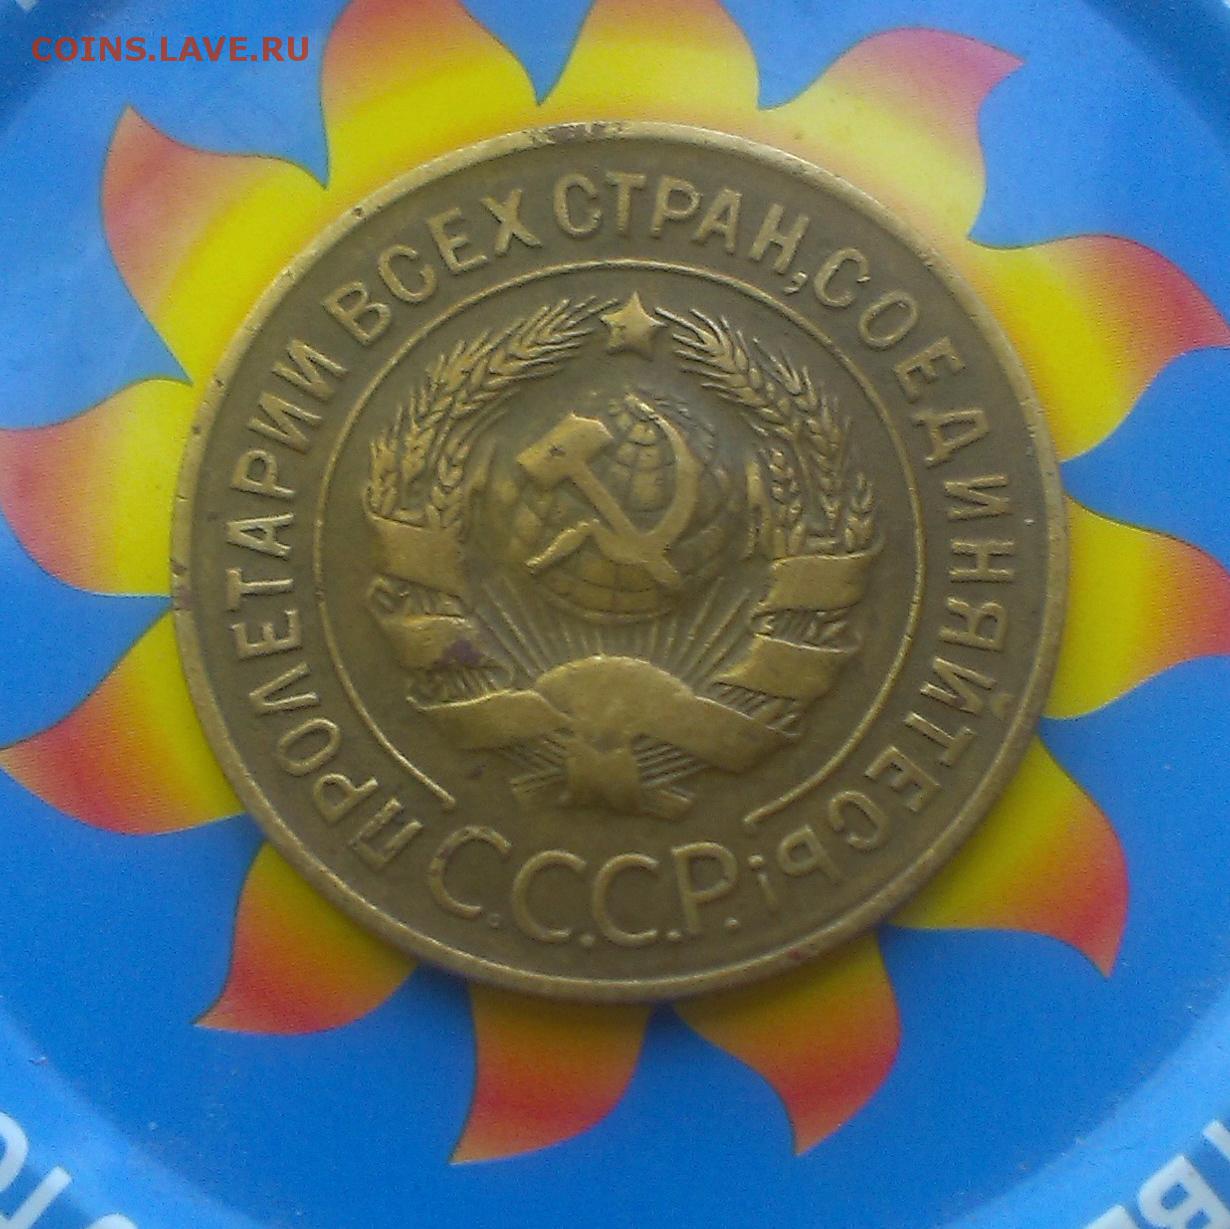 COINS.LAVE.RU
ПРОЛЕТАРИИ ВСЕХ СТРАН, СОЕДИНЯЙТЕСЬ!
С.С.С.Р.